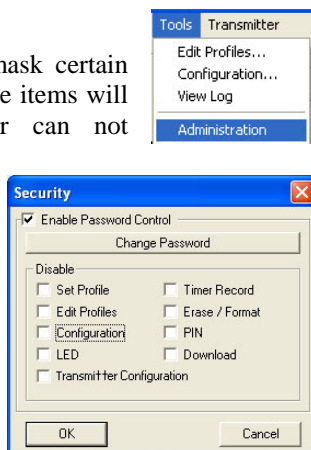 Tools Transmitter
Edit Profiles...
Configuration...
View Log
Administration
mask certain
e items will
r can not
Security
Enable Password Control
Change Password
Disable
Set Profile Timer Record
Edit Profiles Erase / Format
Configuration PIN
LED Download
Transmitter Configuration
OK Cancel